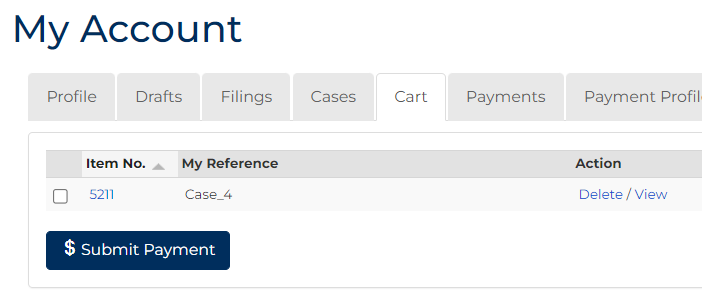 My Account
Profile Drafts Filings Cases Cart Payments Payment Profil
Item No. My Reference Action
5211 Case_4 Delete / View
$ Submit Payment